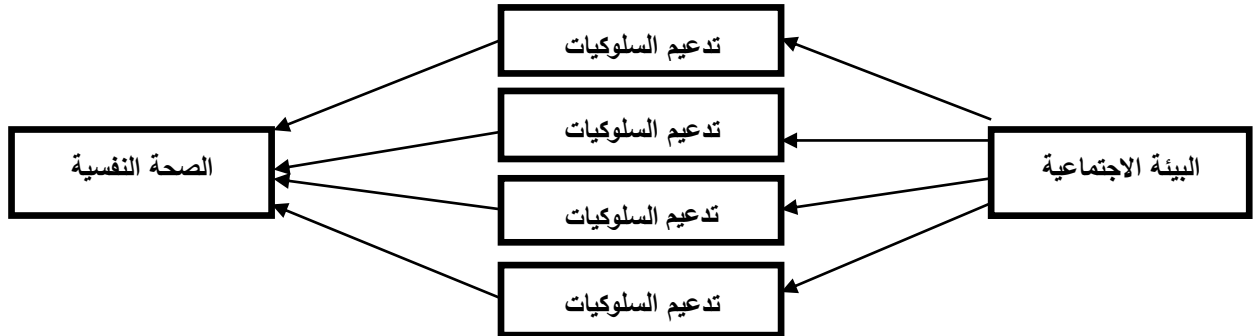 البيئة الاجتماعية
تدعيم السلوكيات
تدعيم السلوكيات
تدعيم السلوكيات
تدعيم السلوكيات
الصحة النفسية